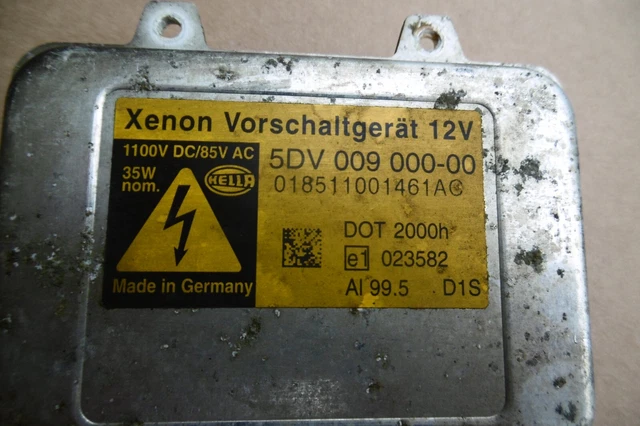 Xenon Vorschaltgerät 12V
1100V DC/85V AC
35W
nom.
HELLA
Made in Germany
5DV 009 000-00
018511001461AC
DOT 2000h
e1 023582
AI 99.5 D1S